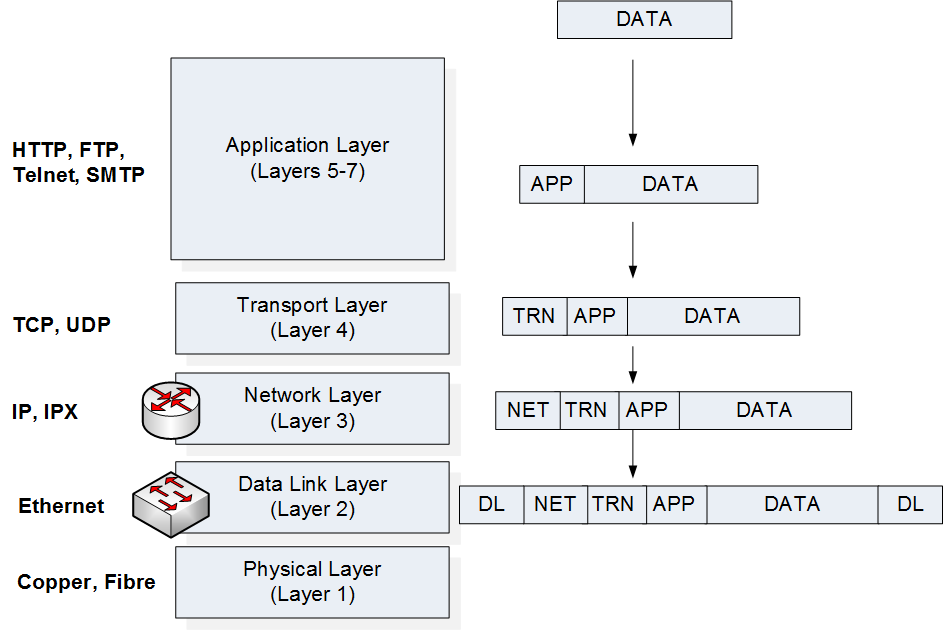 DATA
HTTP, FTP,
Telnet, SMTP
Application Layer
(Layers 5-7)
APP DATA
TCP, UDP
Transport Layer
(Layer 4)
TRN APP DATA
IP, IPX
Network Layer
(Layer 3)
NET TRN APP DATA
Ethernet
Data Link Layer
(Layer 2)
DL NET TRN APP DATA DL
Copper, Fibre
Physical Layer
(Layer 1)